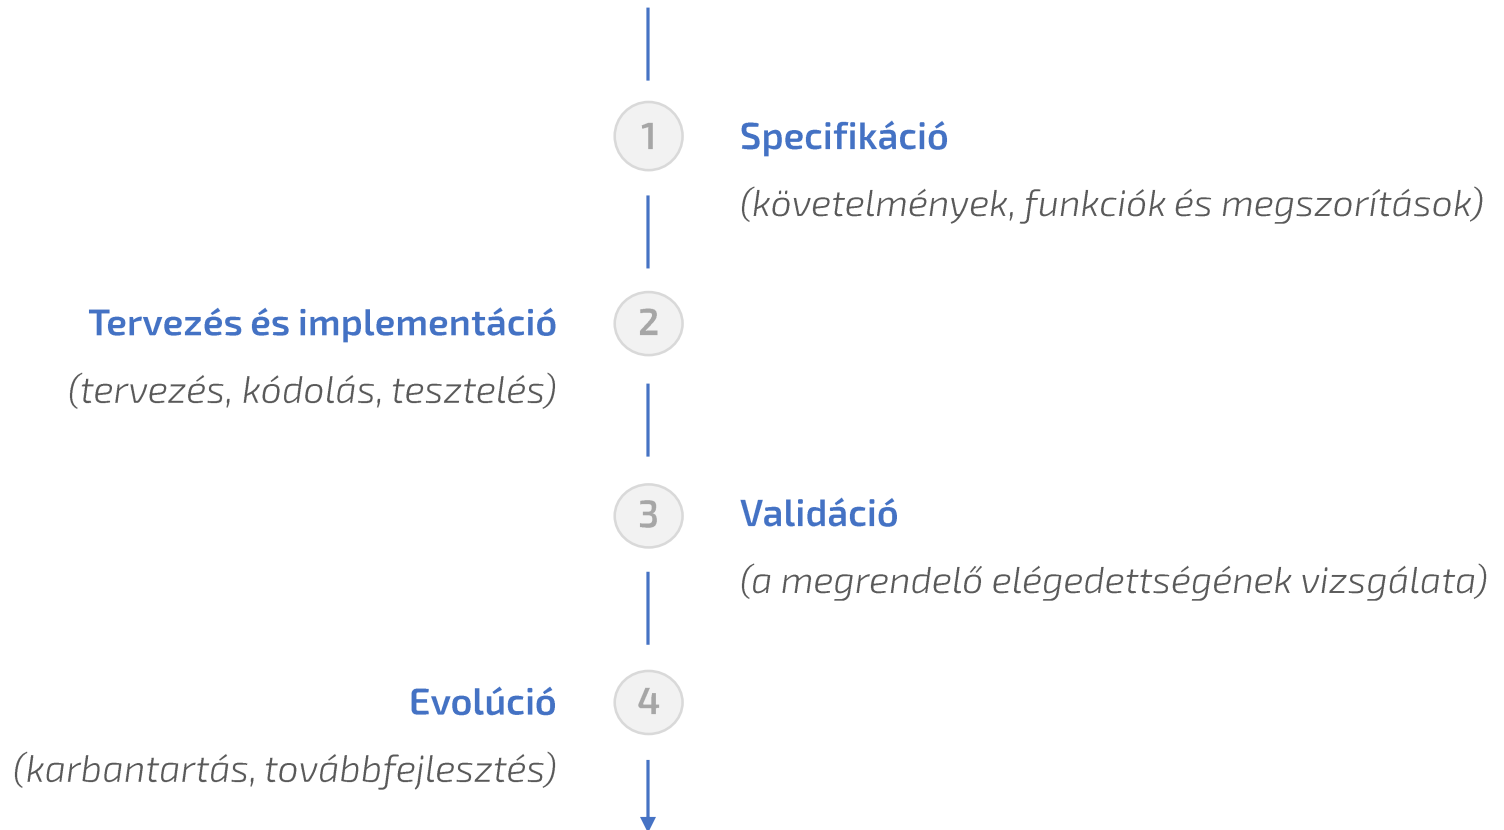 1
Specifikáció
(követelmények, funkciók és megszorítások)
2
Tervezés és implementáció
(tervezés, kódolás, tesztelés)
3
Validáció
(a megrendelő elégedettségének vizsgálata)
4
Evolúció
(karbantartás, továbbfejlesztés)